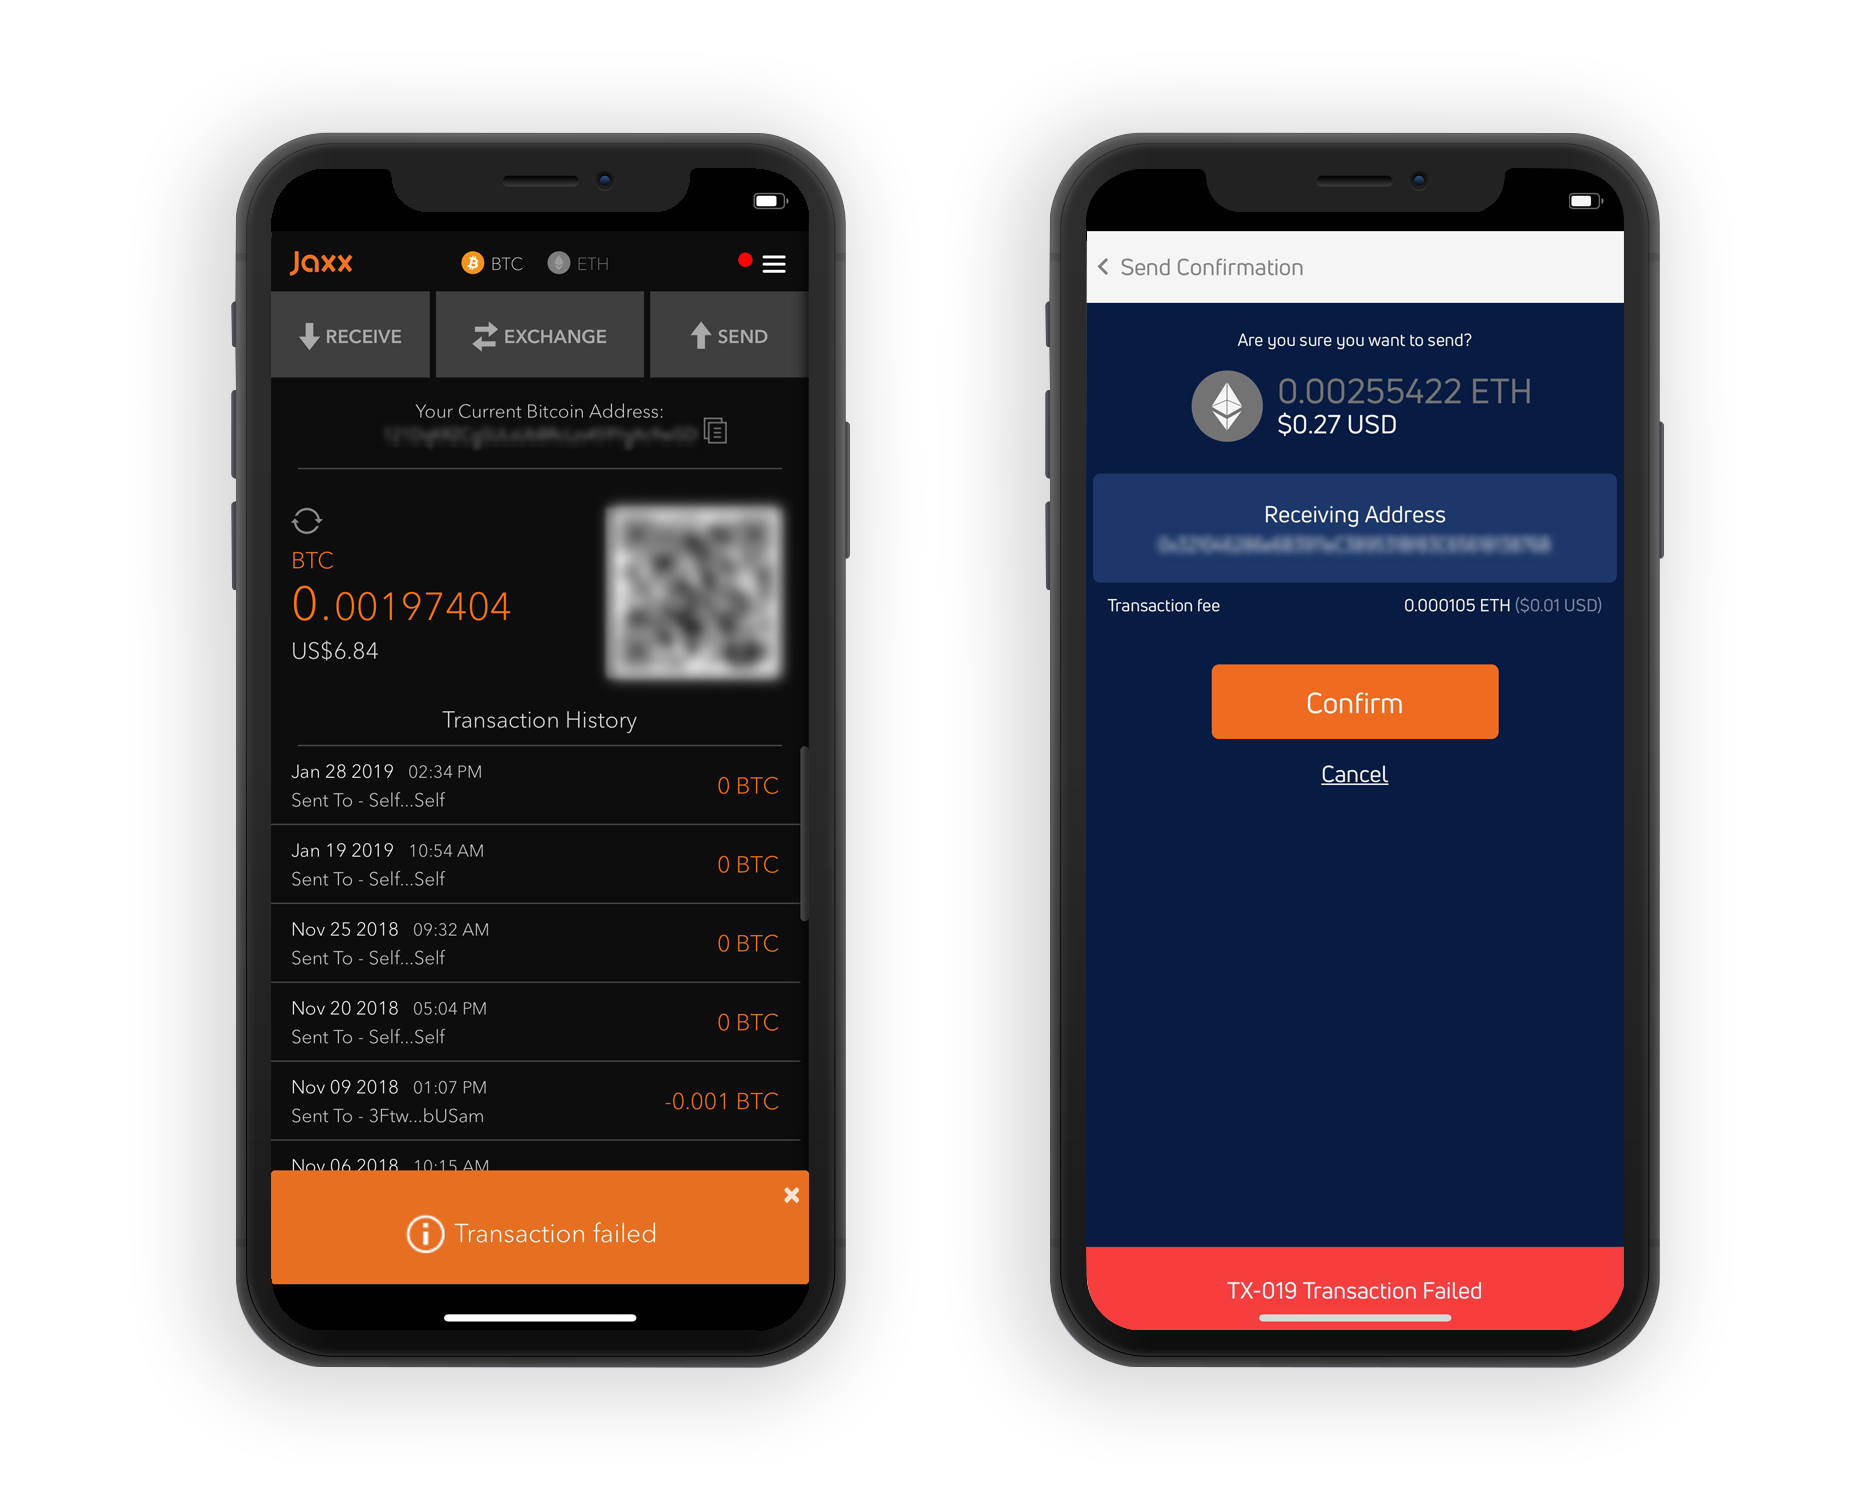 Jaxx
BTC ETH
RECEIVE EXCHANGE SEND
Your Current Bitcoin Address:
BTC
0.00197404
US$6.84
Transaction History
Jan 28 2019 02:34 PM
0 BTC
Sent To - Self...Self
Jan 19 2019 10:54 AM
0 BTC
Sent To - Self...Self
Nov 25 2018 09:32 AM
0 BTC
Sent To - Self...Self
Nov 20 2018 05:04 PM
0 BTC
Sent To - Self...Self
Nov 09 2018 01:07 PM
-0.001 BTC
Sent To - 3Ftw...bUSam
Nov 06 2018 10:15 AM
Transaction failed
Send Confirmation
Are you sure you want to send?
0.00255422 ETH
$0.27 USD
Receiving Address
Transaction fee 0.000105 ETH ($0.01 USD)
Confirm
Cancel
TX-019 Transaction Failed